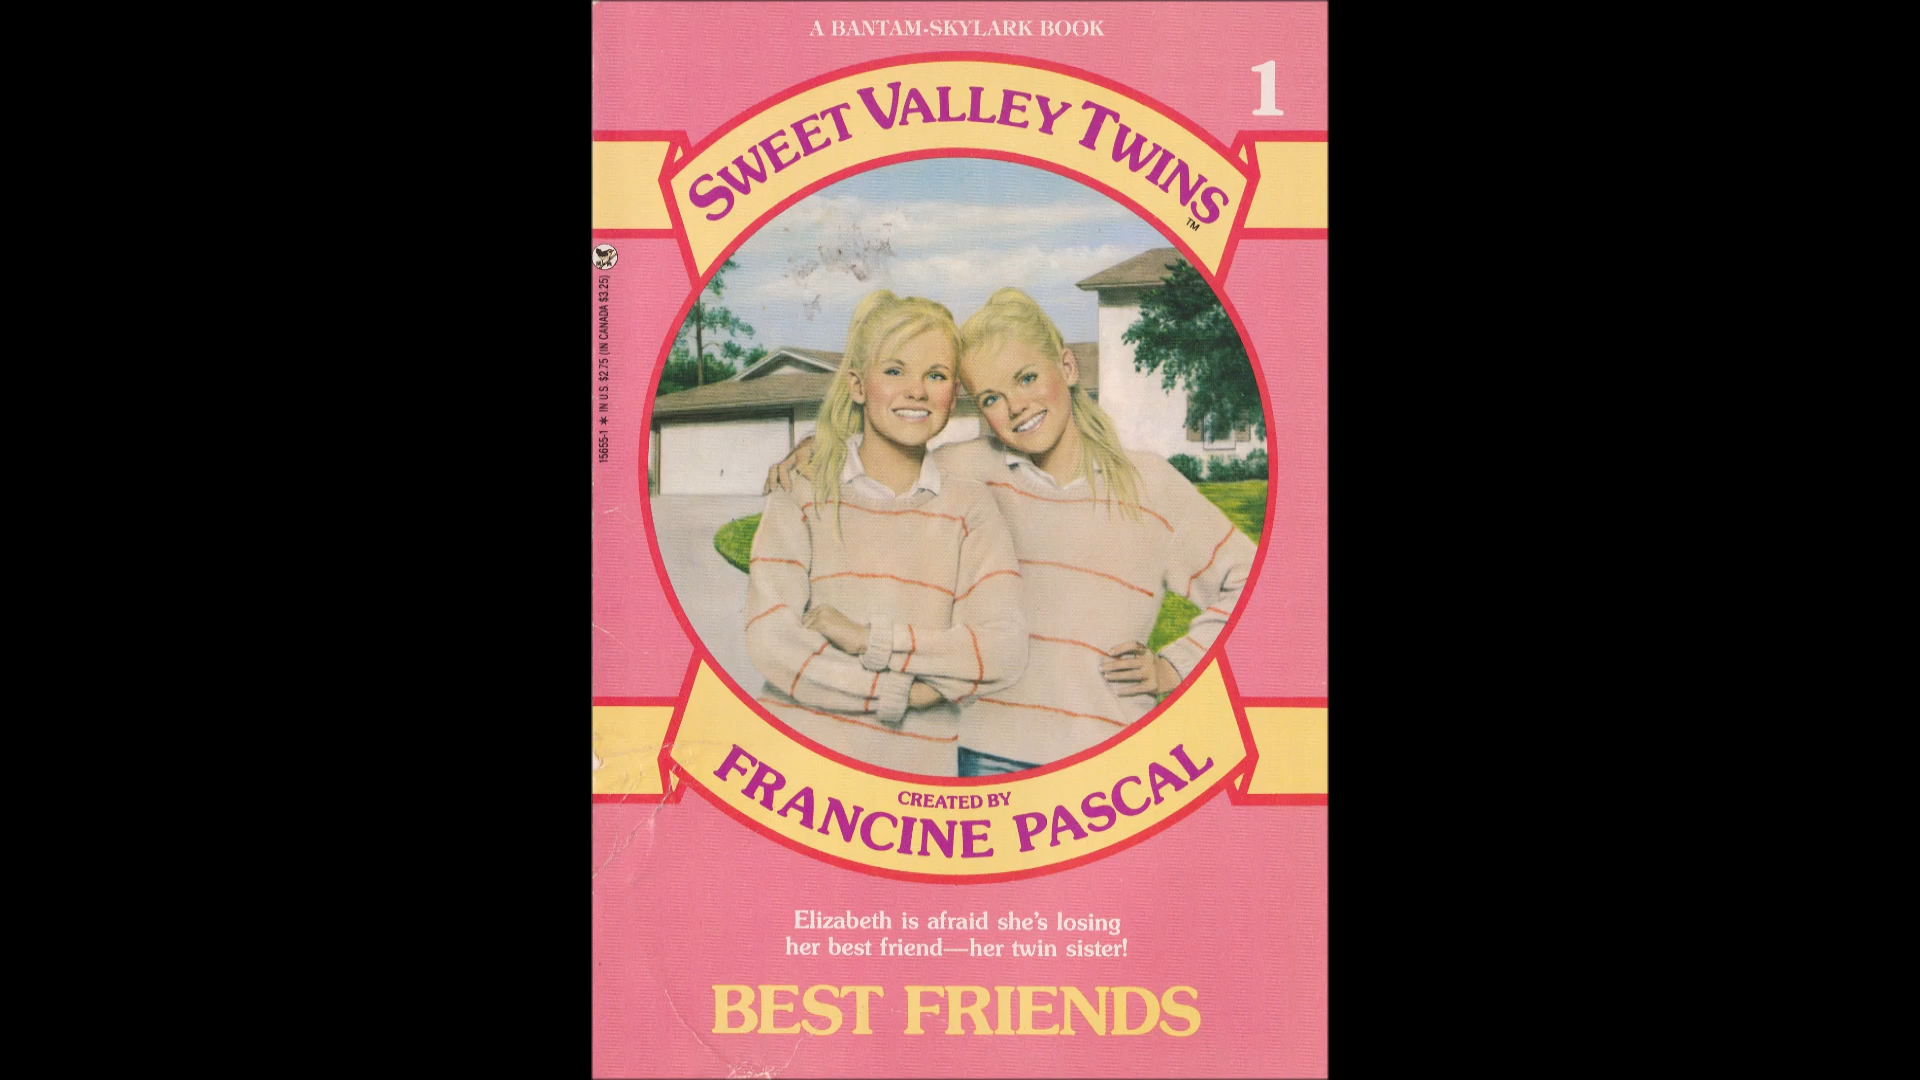 A BANTAM-SKYLARK BOOK
1
SWEET VALLEY TWINS
TM
15655-1 * IN U.S. $2.75 (IN CANADA $3.25)
CREATED BY
FRANCINE PASCAL
Elizabeth is afraid she's losing
her best friend—her twin sister!
BEST FRIENDS